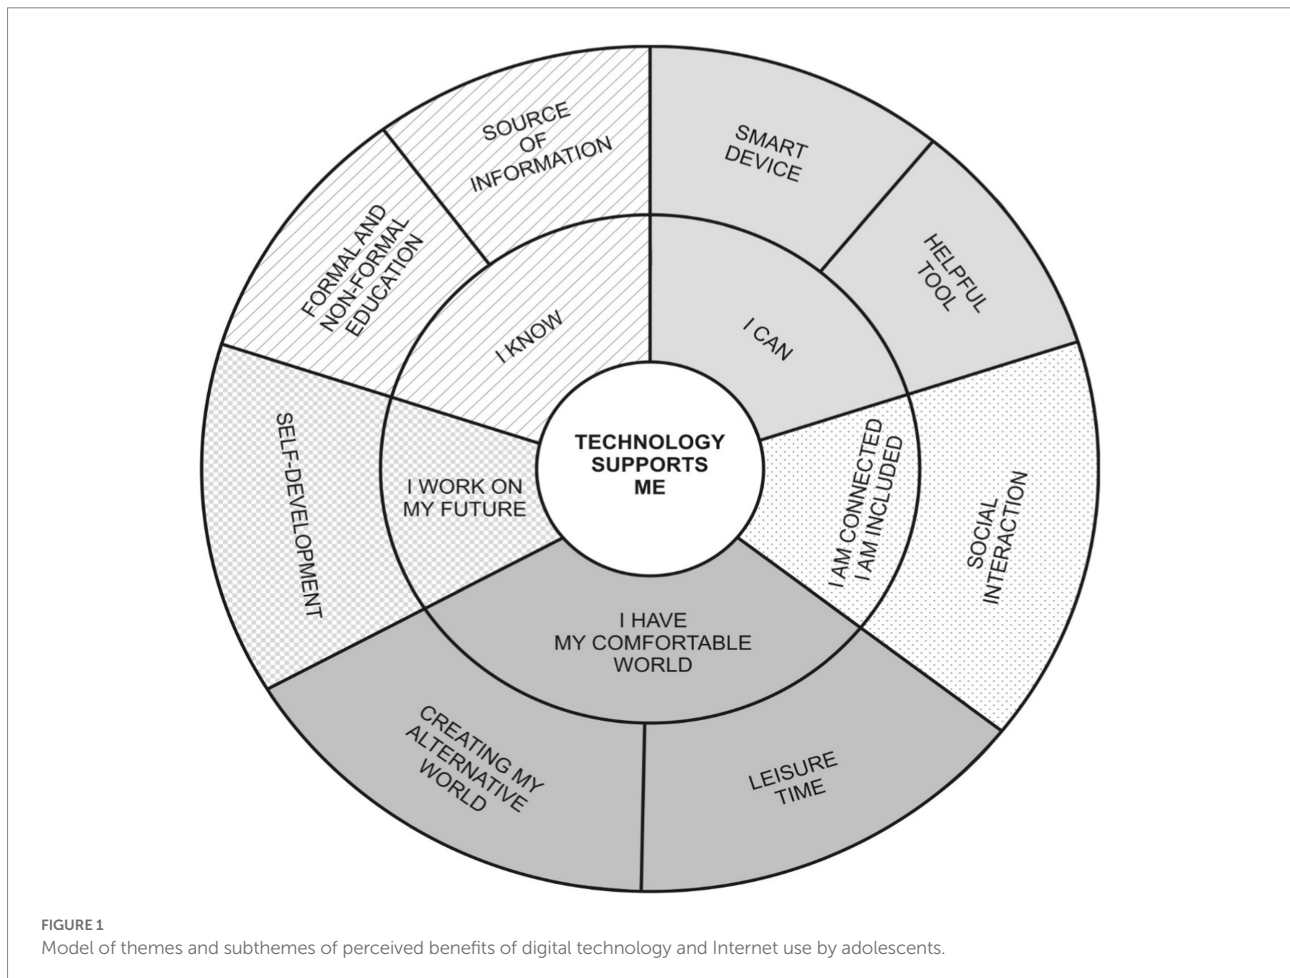 SOURCE
OF
INFORMATION
SMART
DEVICE
FORMAL AND
NON-FORMAL
EDUCATION
HELPFUL
TOOL
I KNOW
I CAN
SELF-DEVELOPMENT
I WORK ON
MY FUTURE
TECHNOLOGY
SUPPORTS
ME
I AM CONNECTED
I AM INCLUDED
SOCIAL
INTERACTION
I HAVE
MY COMFORTABLE
WORLD
CREATING MY
ALTERNATIVE
WORLD
LEISURE
TIME
FIGURE 1
Model of themes and subthemes of perceived benefits of digital technology and Internet use by adolescents.